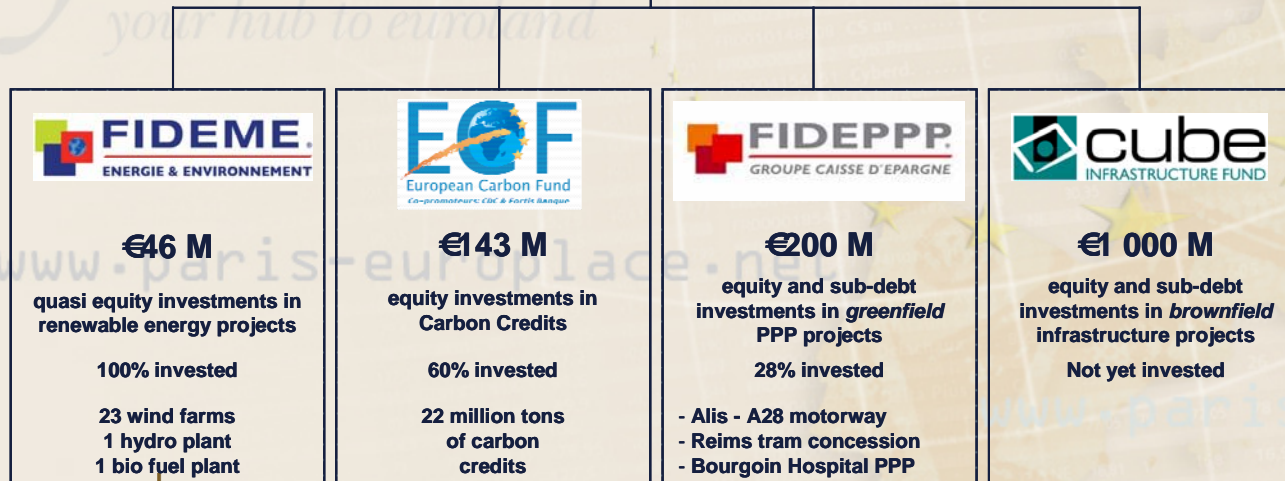 your hub to euroland
FIDEME.
ENERGIE & ENVIRONNEMENT
€46 M
quasi equity investments in
renewable energy projects
100% invested
23 wind farms
1 hydro plant
1 bio fuel plant
ECF
European Carbon Fund
Co-promoteurs: CDC & Fortis Banque
€143 M
equity investments in
Carbon Credits
60% invested
22 million tons
of carbon
credits
FIDEPPP.
GROUPE CAISSE D'EPARGNE
€200 M
equity and sub-debt
investments in greenfield
PPP projects
28% invested
- Alis - A28 motorway
- Reims tram concession
- Bourgoin Hospital PPP
cube
INFRASTRUCTURE FUND
€1 000 M
equity and sub-debt
investments in brownfield
infrastructure projects
Not yet invested
www.paris-europlace.net
www.paris